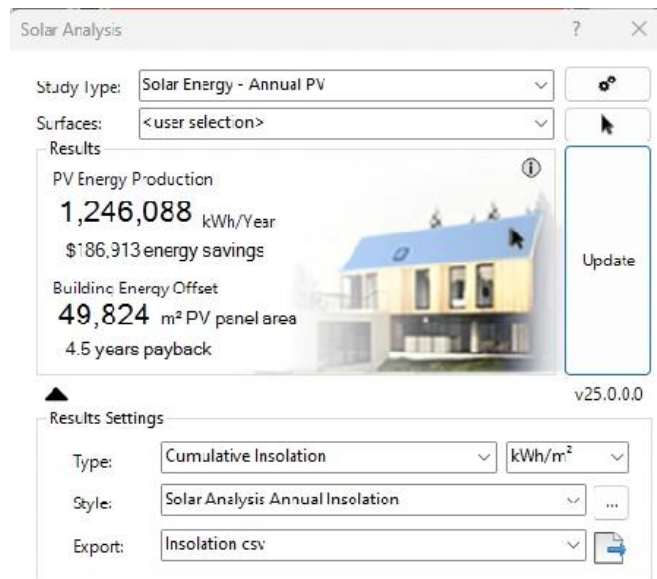 Solar Analysis ? ×
Study Type: Solar Energy - Annual PV
Surfaces: <user selection>
Results
PV Energy Production
1,246,088 kWh/Year
$186,913 energy savings
Update
Building Energy Offset
49,824 m² PV panel area
4.5 years payback
v25.0.0.0
Results Settings
Type: Cumulative Insolation kWh/m²
Style: Solar Analysis Annual Insolation ...
Export: Insolation csv